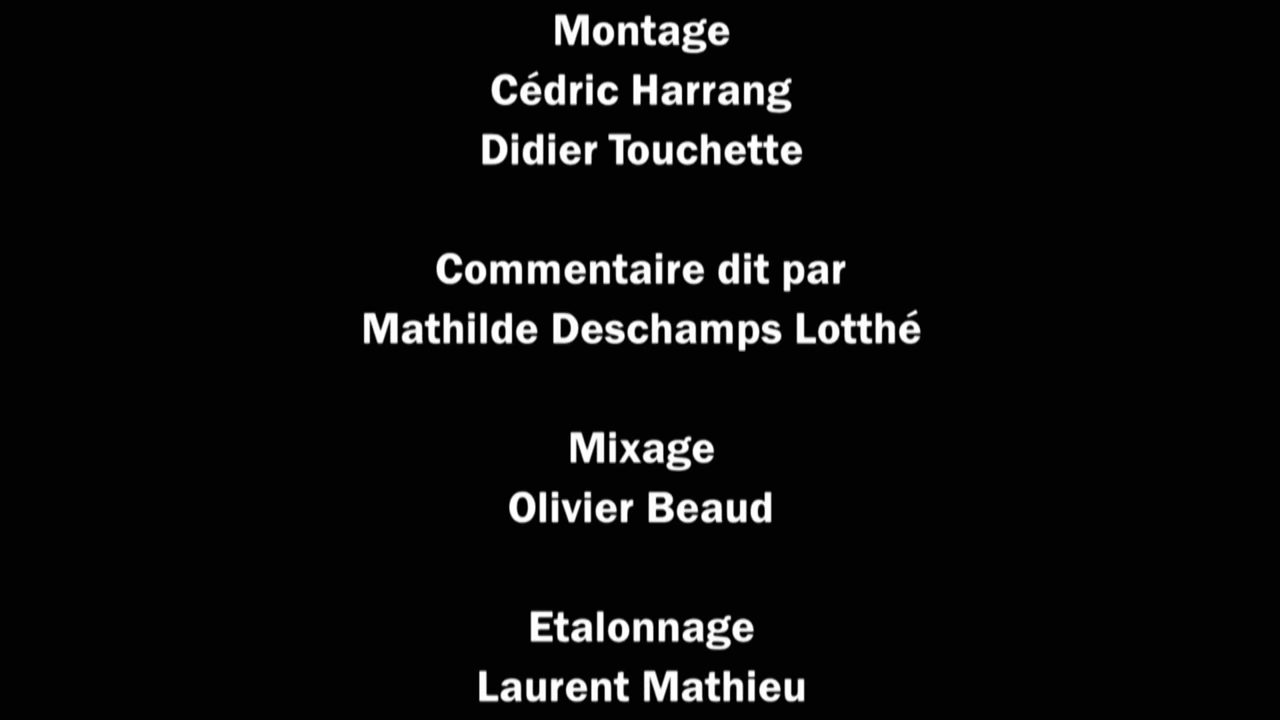 Montage
Cédric Harrang
Didier Touchette
Commentaire dit par
Mathilde Deschamps Lotthé
Mixage
Olivier Beaud
Etalonnage
Laurent Mathieu